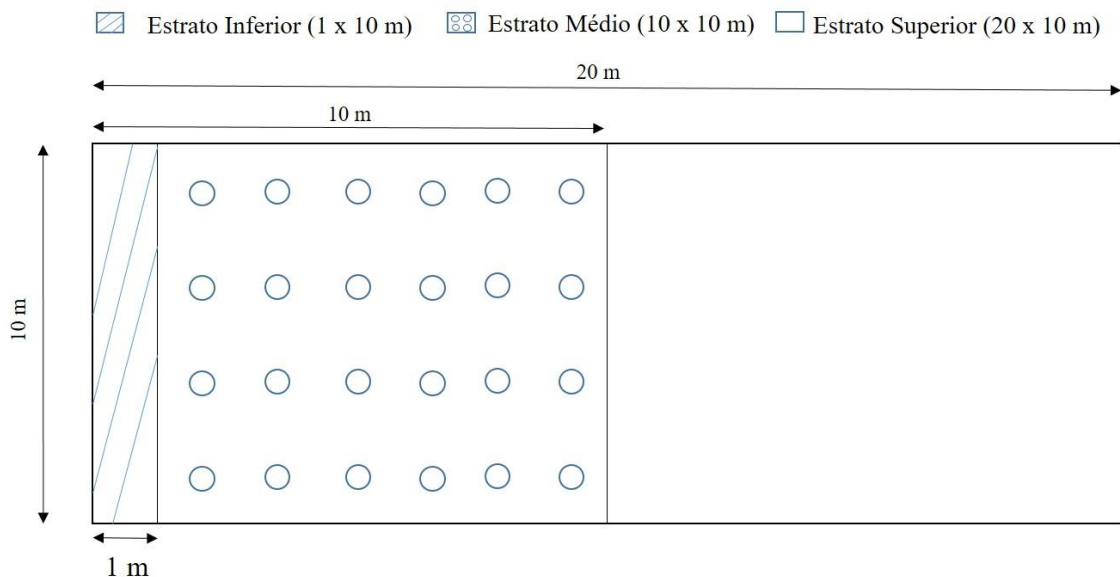 Estrato Inferior (1 x 10 m) Estrato Médio (10 x 10 m) Estrato Superior (20 x 10 m)
20 m
10 m
10 m
1 m